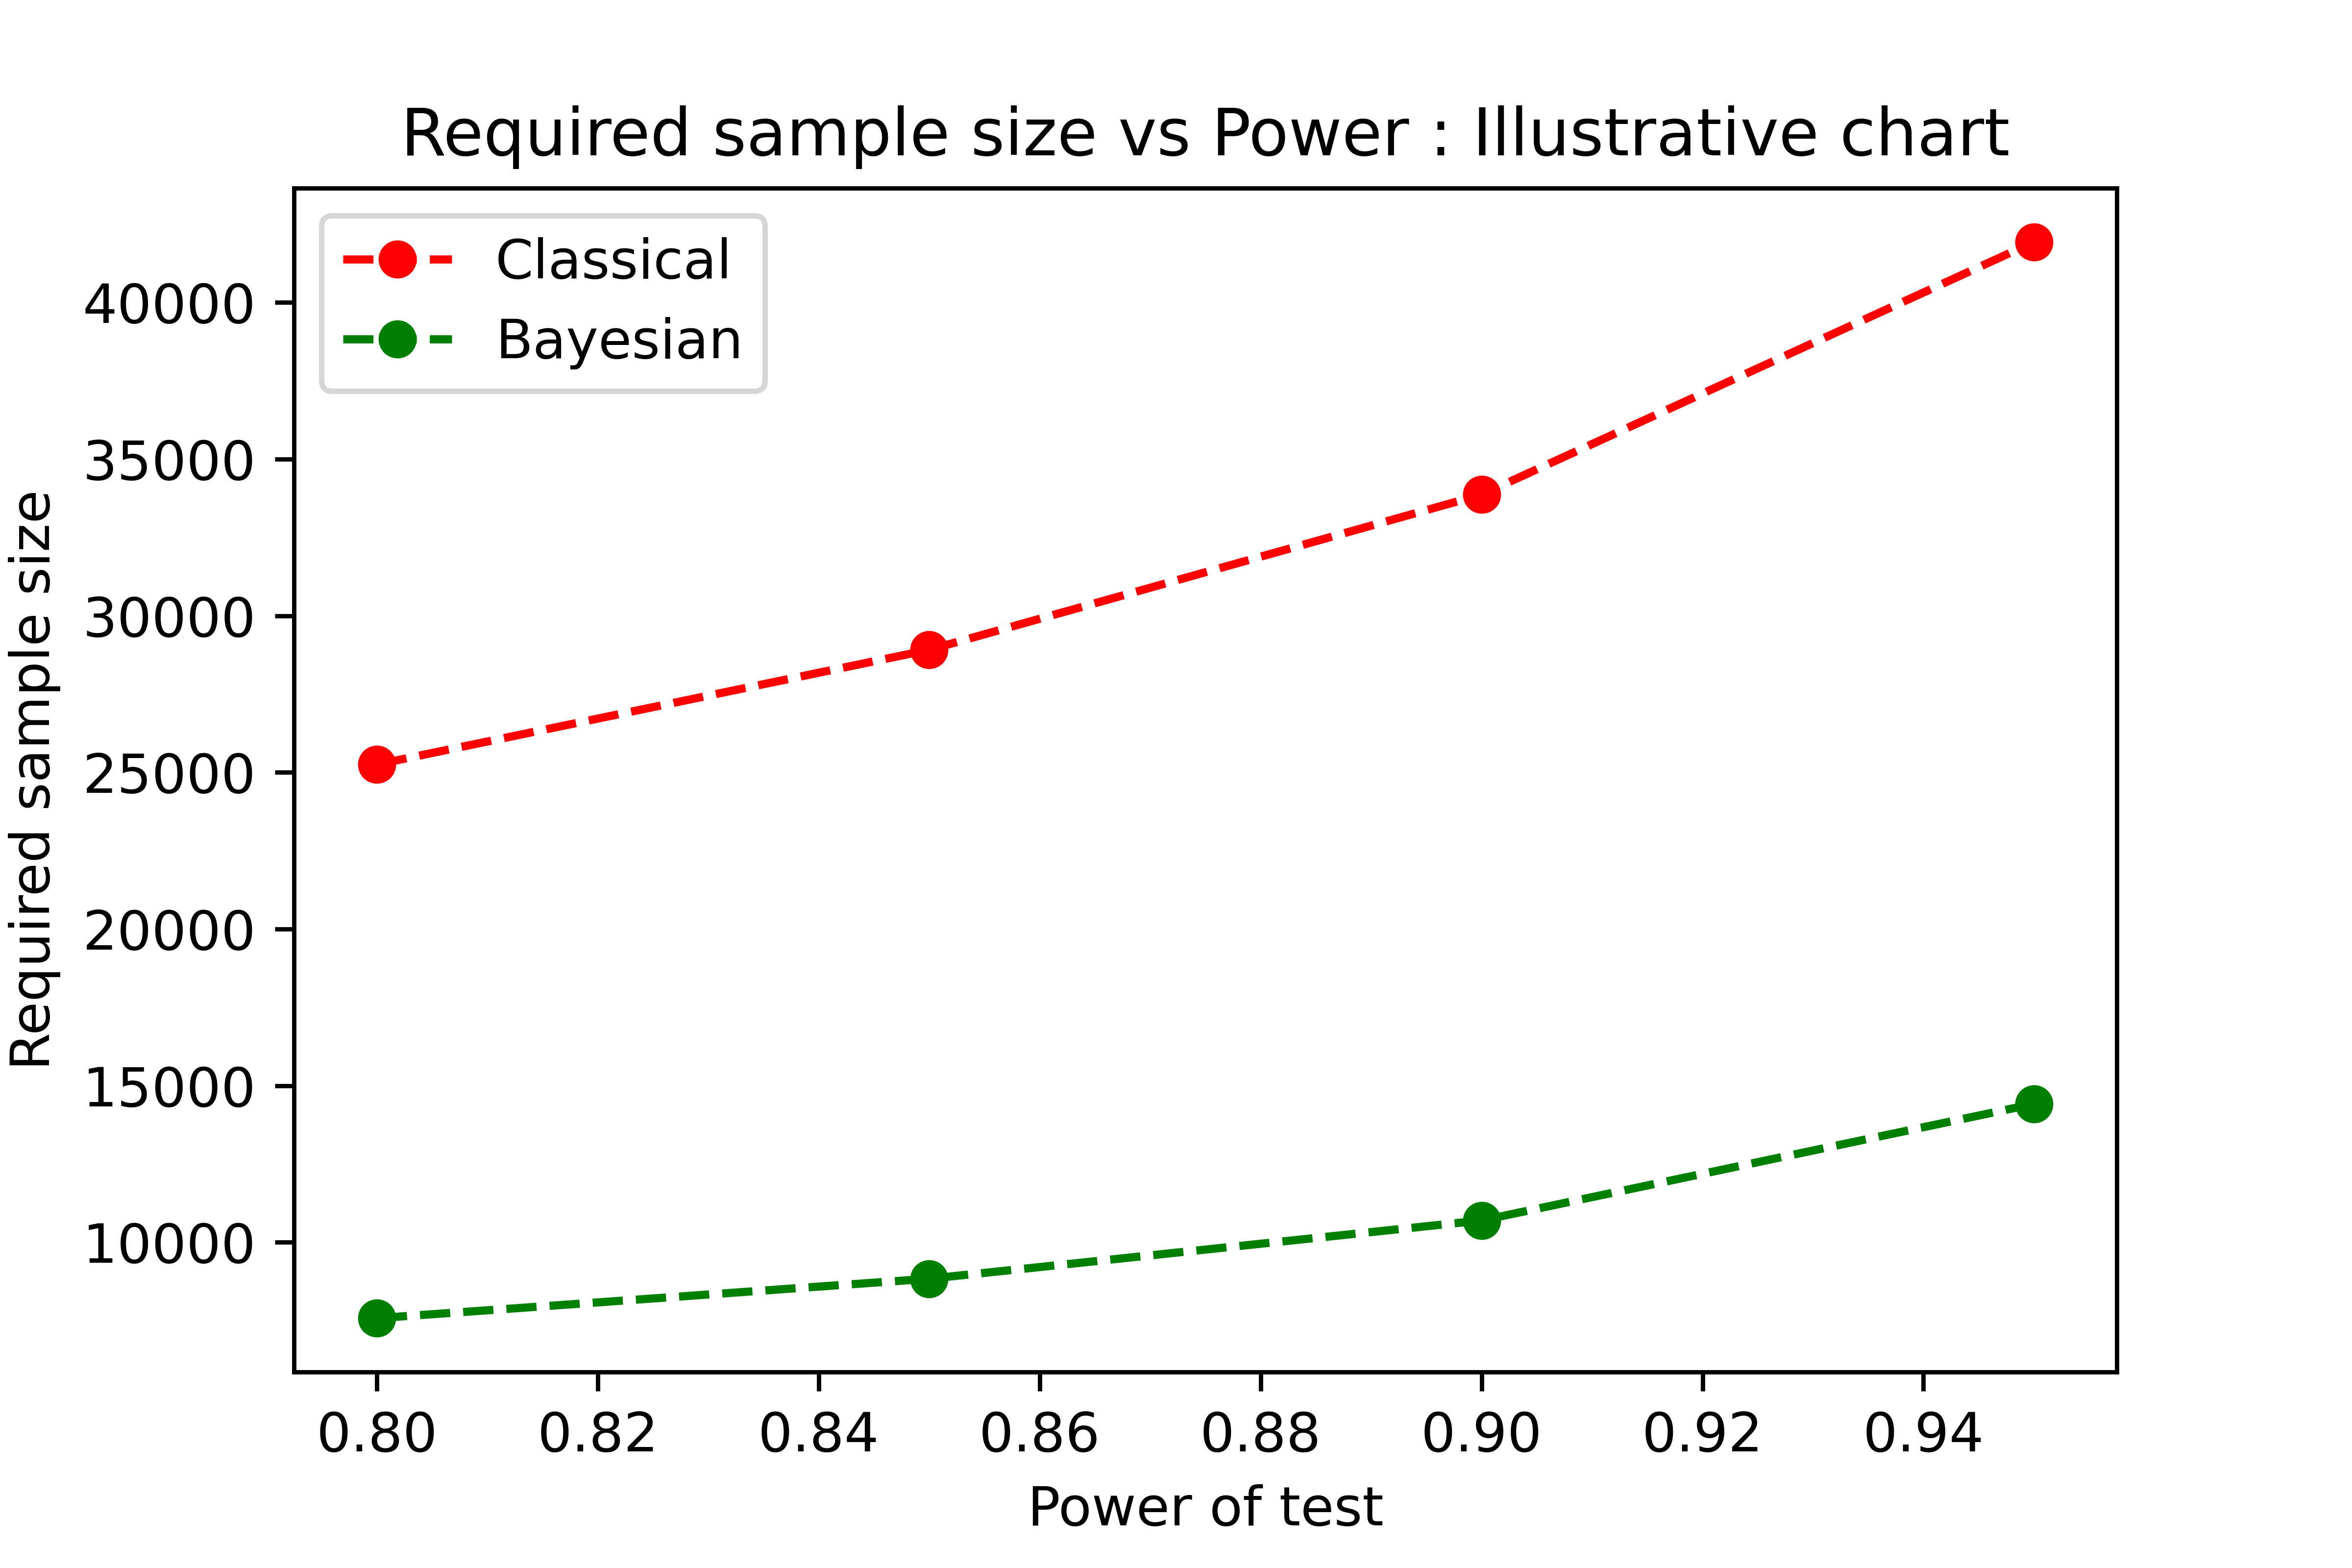 Required sample size vs Power : Illustrative chart
Classical
Bayesian
Required sample size
40000
35000
30000
25000
20000
15000
10000
0.80 0.82 0.84 0.86 0.88 0.90 0.92 0.94
Power of test